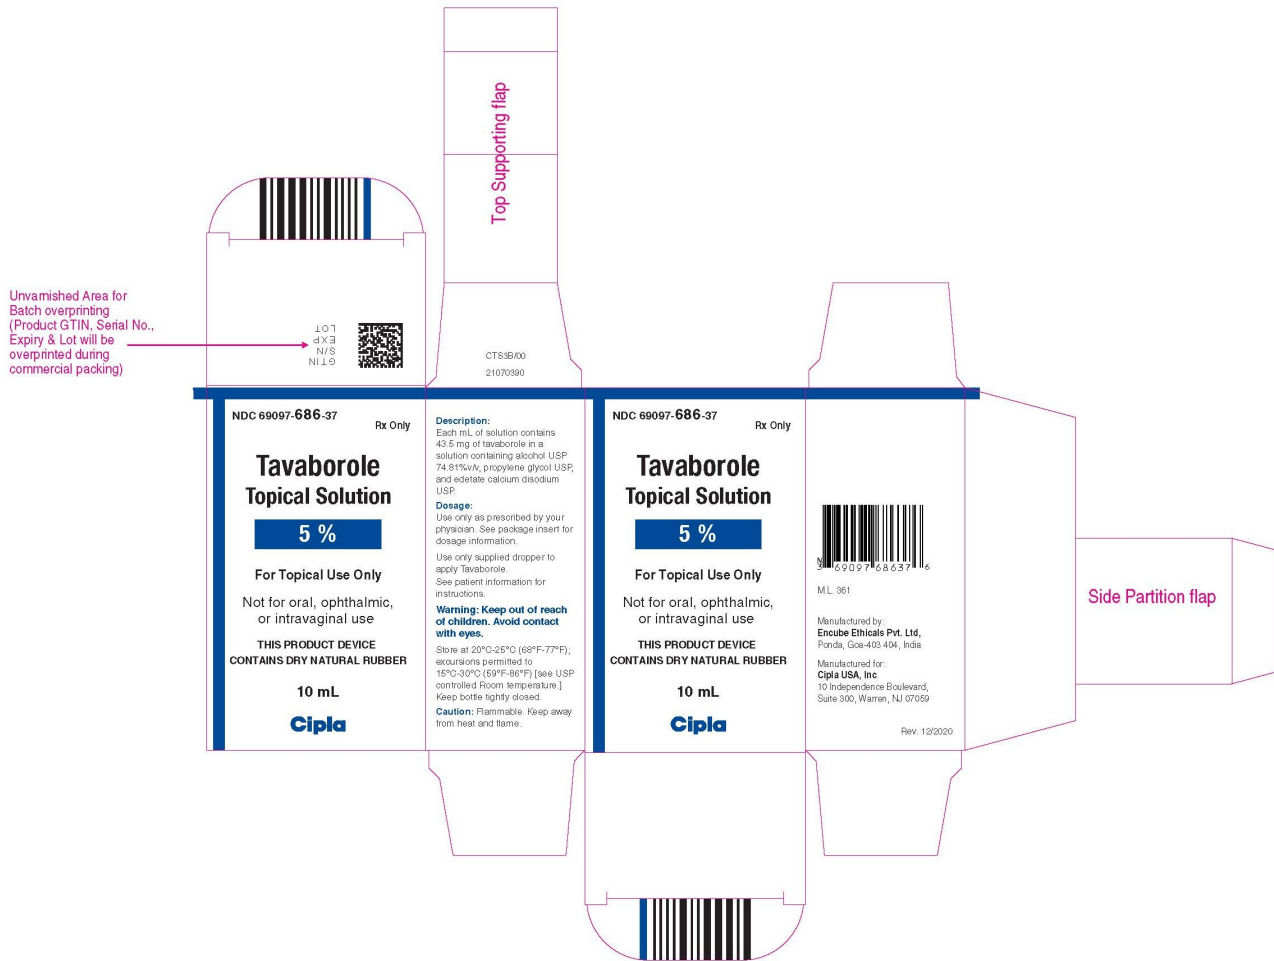 Top Supporting flap
Unvarnished Area for
Batch overprinting
(Product GTIN, Serial No.,
Expiry & Lot will be
overprinted during
commercial packing)
GTIN
S/N
EXP
LOT
CTS3B/00
21070390
NDC 69097-686-37
Rx Only
Tavaborole
Topical Solution
5 %
For Topical Use Only
Not for oral, ophthalmic,
or intravaginal use
THIS PRODUCT DEVICE
CONTAINS DRY NATURAL RUBBER
10 mL
Cipla
Description:
Each mL of solution contains
43.5 mg of tavaborole in a
solution containing alcohol USP
74.81%v/v, propylene glycol USP,
and edetate calcium disodium
USP.
Dosage:
Use only as prescribed by your
physician. See package insert for
dosage information.
Use only supplied dropper to
apply Tavaborole.
See patient information for
instructions.
Warning: Keep out of reach
of children. Avoid contact
with eyes.
Store at 20°C-25°C (68°F-77°F);
excursions permitted to
15°C-30°C (59°F-86°F) [see USP
controlled Room temperature.]
Keep bottle tightly closed.
Caution: Flammable. Keep away
from heat and flame.
NDC 69097-686-37
Rx Only
Tavaborole
Topical Solution
5 %
For Topical Use Only
Not for oral, ophthalmic,
or intravaginal use
THIS PRODUCT DEVICE
CONTAINS DRY NATURAL RUBBER
10 mL
Cipla
N
3 69097 68637 6
M.L. 361
Manufactured by:
Encube Ethicals Pvt. Ltd,
Ponda, Goa-403 404, India
Manufactured for:
Cipla USA, Inc.
10 Independence Boulevard,
Suite 300, Warren, NJ 07059
Rev. 12/2020
Side Partition flap